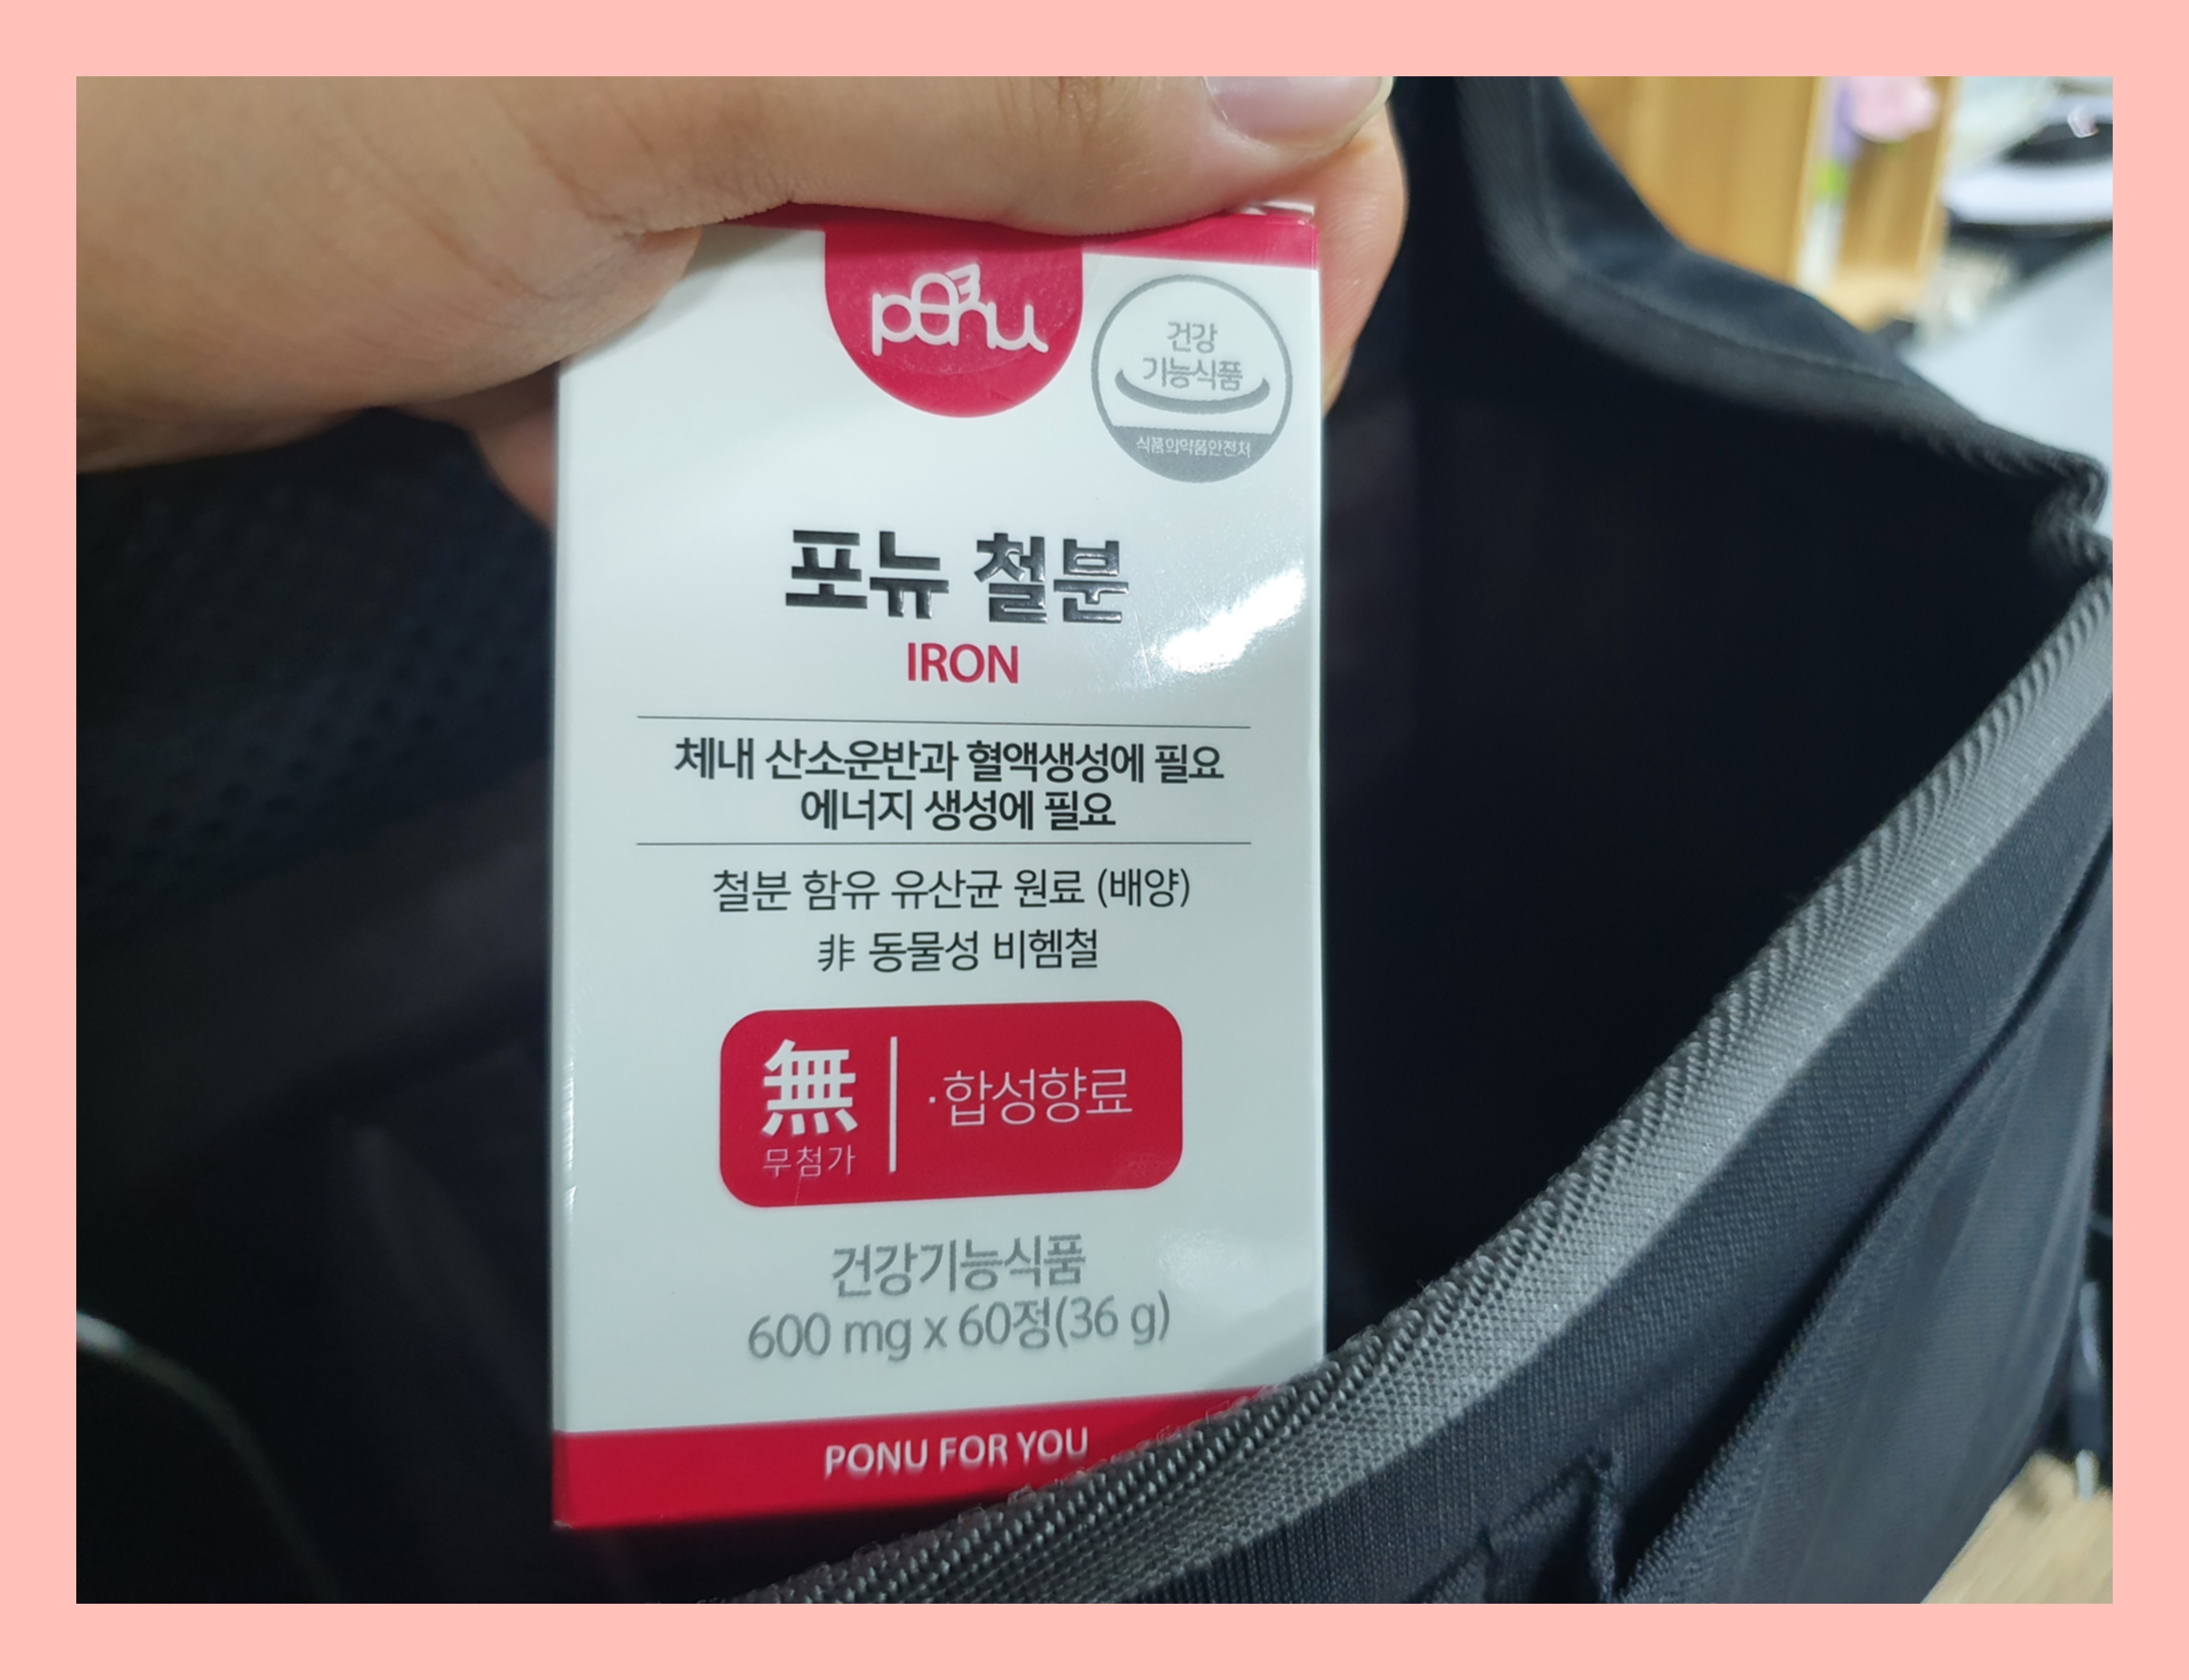 ponu
건강
기능식품
식품의약품안전처
포뉴 철분
IRON
체내 산소운반과 혈액생성에 필요
에너지 생성에 필요
철분 함유 유산균 원료 (배양)
非 동물성 비헴철
無
무첨가
·합성향료
건강기능식품
600 mg x 60정(36 g)
PONU FOR YOU